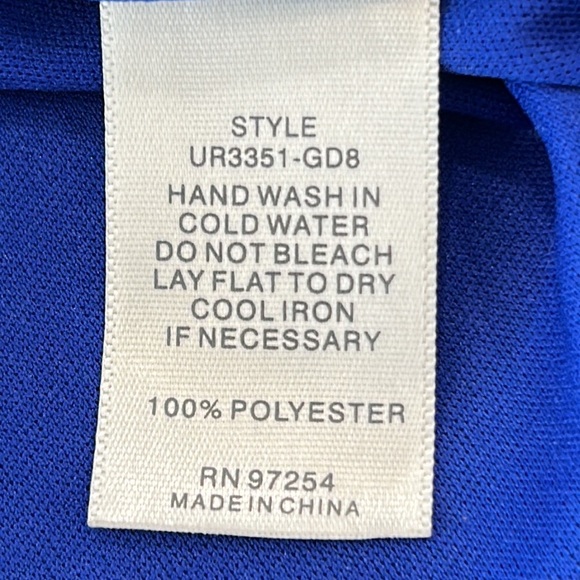 STYLE
UR3351-GD8
HAND WASH IN
COLD WATER
DO NOT BLEACH
LAY FLAT TO DRY
COOL IRON
IF NECESSARY
100% POLYESTER
RN 97254
MADE IN CHINA